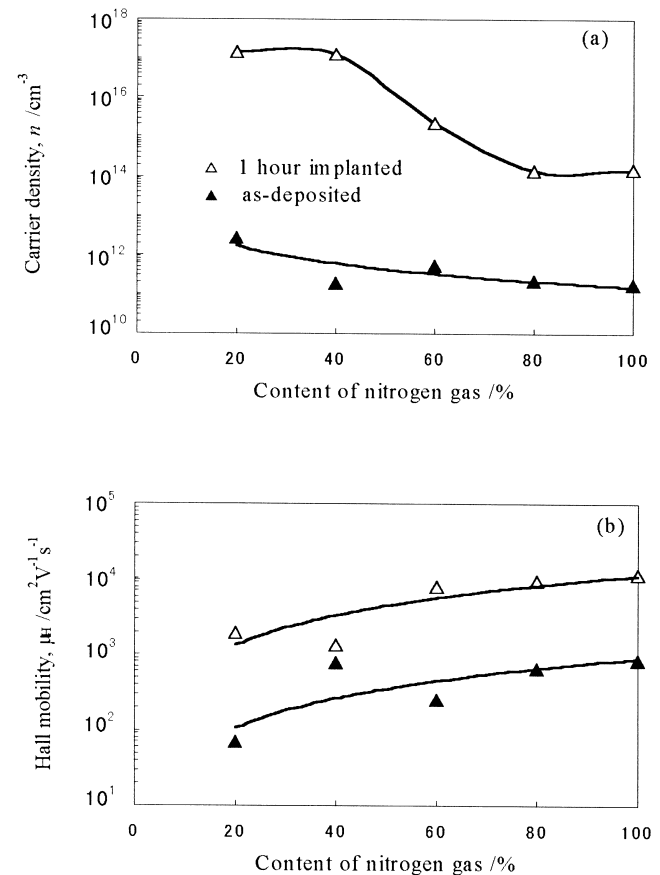 10^18
(a)
10^16
10^14
10^12
10^10
Carrier density, n /cm^-3
1 hour implanted
as-deposited
0 20 40 60 80 100
Content of nitrogen gas /%
10^5
(b)
10^4
10^3
10^2
10^1
Hall mobility, μH /cm^2V^-1s^-1
0 20 40 60 80 100
Content of nitrogen gas /%